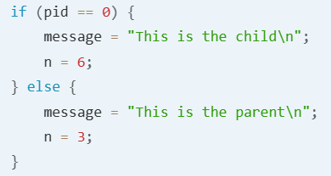 if (pid == 0) {
    message = "This is the child\n";
    n = 6;
} else {
    message = "This is the parent\n";
    n = 3;
}